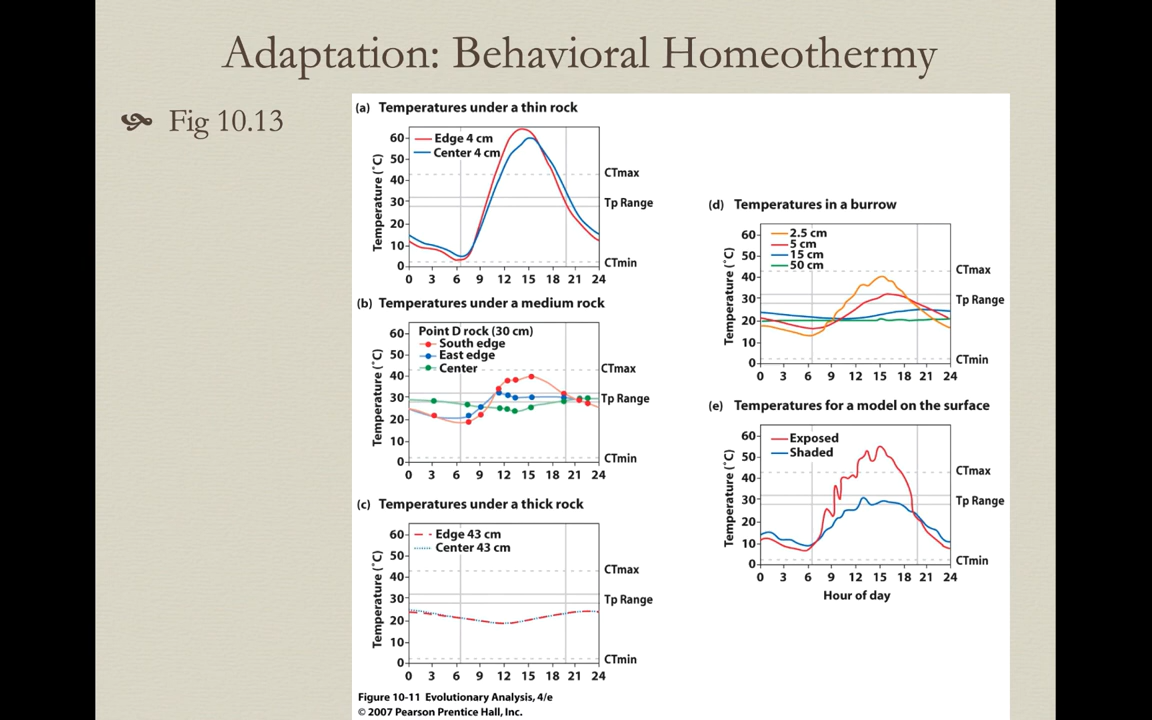 Adaptation: Behavioral Homeothermy
Fig 10.13
(a) Temperatures under a thin rock
Temperature (˚C)
60
50
40
30
20
10
0
Edge 4 cm
Center 4 cm
CTmax
Tp Range
CTmin
0 3 6 9 12 15 18 21 24
(b) Temperatures under a medium rock
Temperature (˚C)
60
50
40
30
20
10
0
Point D rock (30 cm)
South edge
East edge
Center
CTmax
Tp Range
CTmin
0 3 6 9 12 15 18 21 24
(c) Temperatures under a thick rock
Temperature (˚C)
60
50
40
30
20
10
0
Edge 43 cm
Center 43 cm
CTmax
Tp Range
CTmin
0 3 6 9 12 15 18 21 24
(d) Temperatures in a burrow
Temperature (˚C)
60
50
40
30
20
10
0
2.5 cm
5 cm
15 cm
50 cm
CTmax
Tp Range
CTmin
0 3 6 9 12 15 18 21 24
(e) Temperatures for a model on the surface
Temperature (˚C)
60
50
40
30
20
10
0
Exposed
Shaded
CTmax
Tp Range
CTmin
0 3 6 9 12 15 18 21 24
Hour of day
Figure 10-11 Evolutionary Analysis, 4/e
© 2007 Pearson Prentice Hall, Inc.